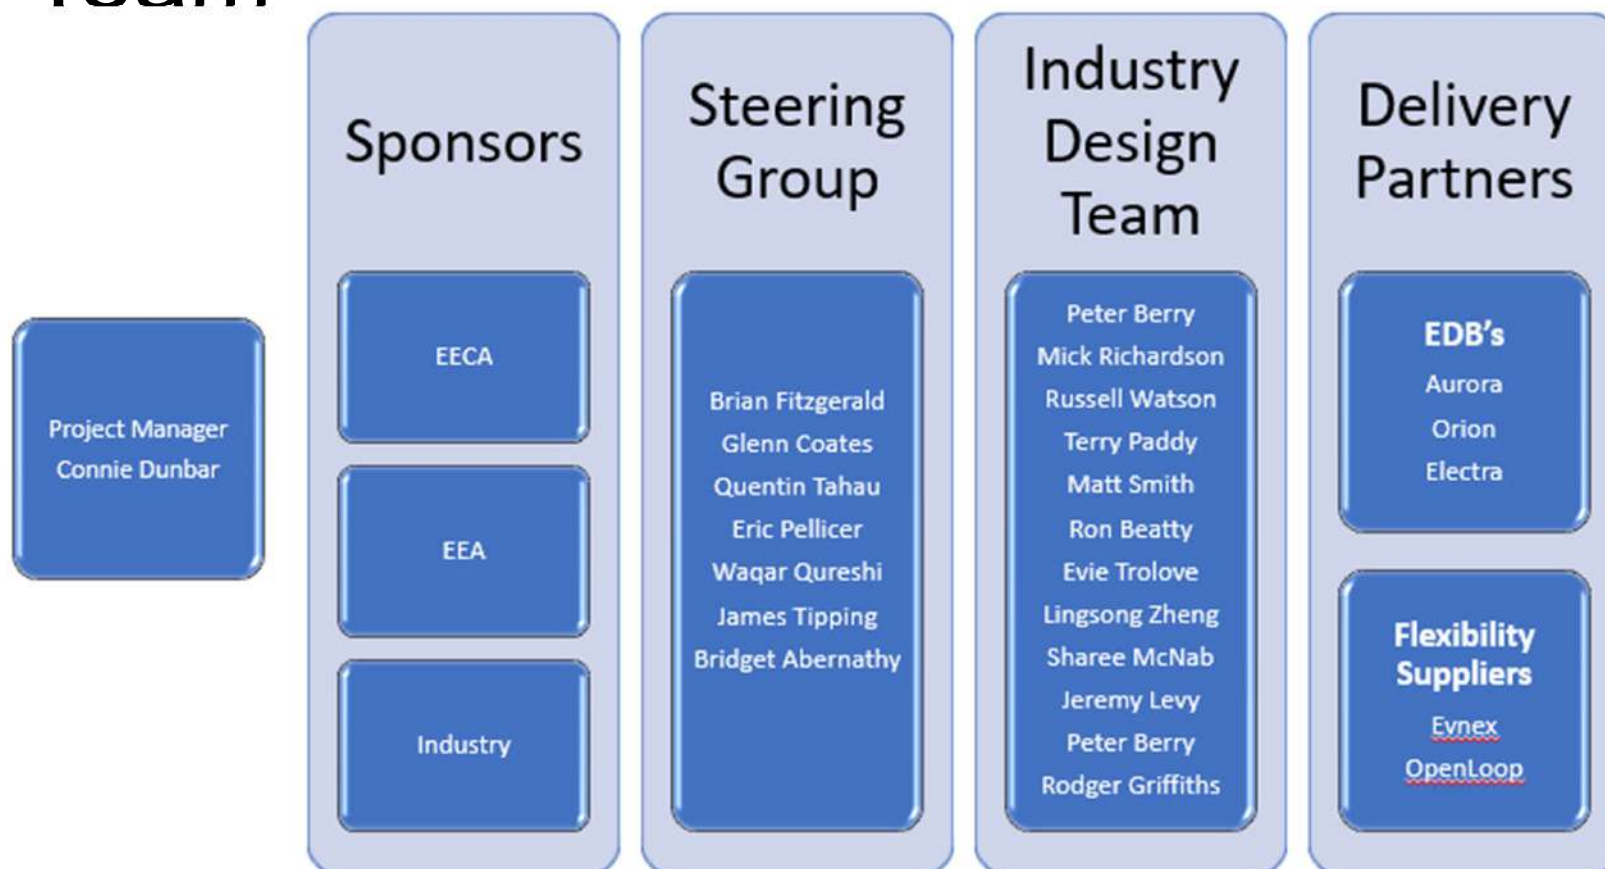 Team
Project Manager
Connie Dunbar
Sponsors
EECA
EEA
Industry
Steering
Group
Brian Fitzgerald
Glenn Coates
Quentin Tahau
Eric Pellicer
Waqar Qureshi
James Tipping
Bridget Abernathy
Industry
Design
Team
Peter Berry
Mick Richardson
Russell Watson
Terry Paddy
Matt Smith
Ron Beatty
Evie Trolove
Lingsong Zheng
Sharee McNab
Jeremy Levy
Peter Berry
Rodger Griffiths
Delivery
Partners
EDB's
Aurora
Orion
Electra
Flexibility
Suppliers
Evnex
OpenLoop